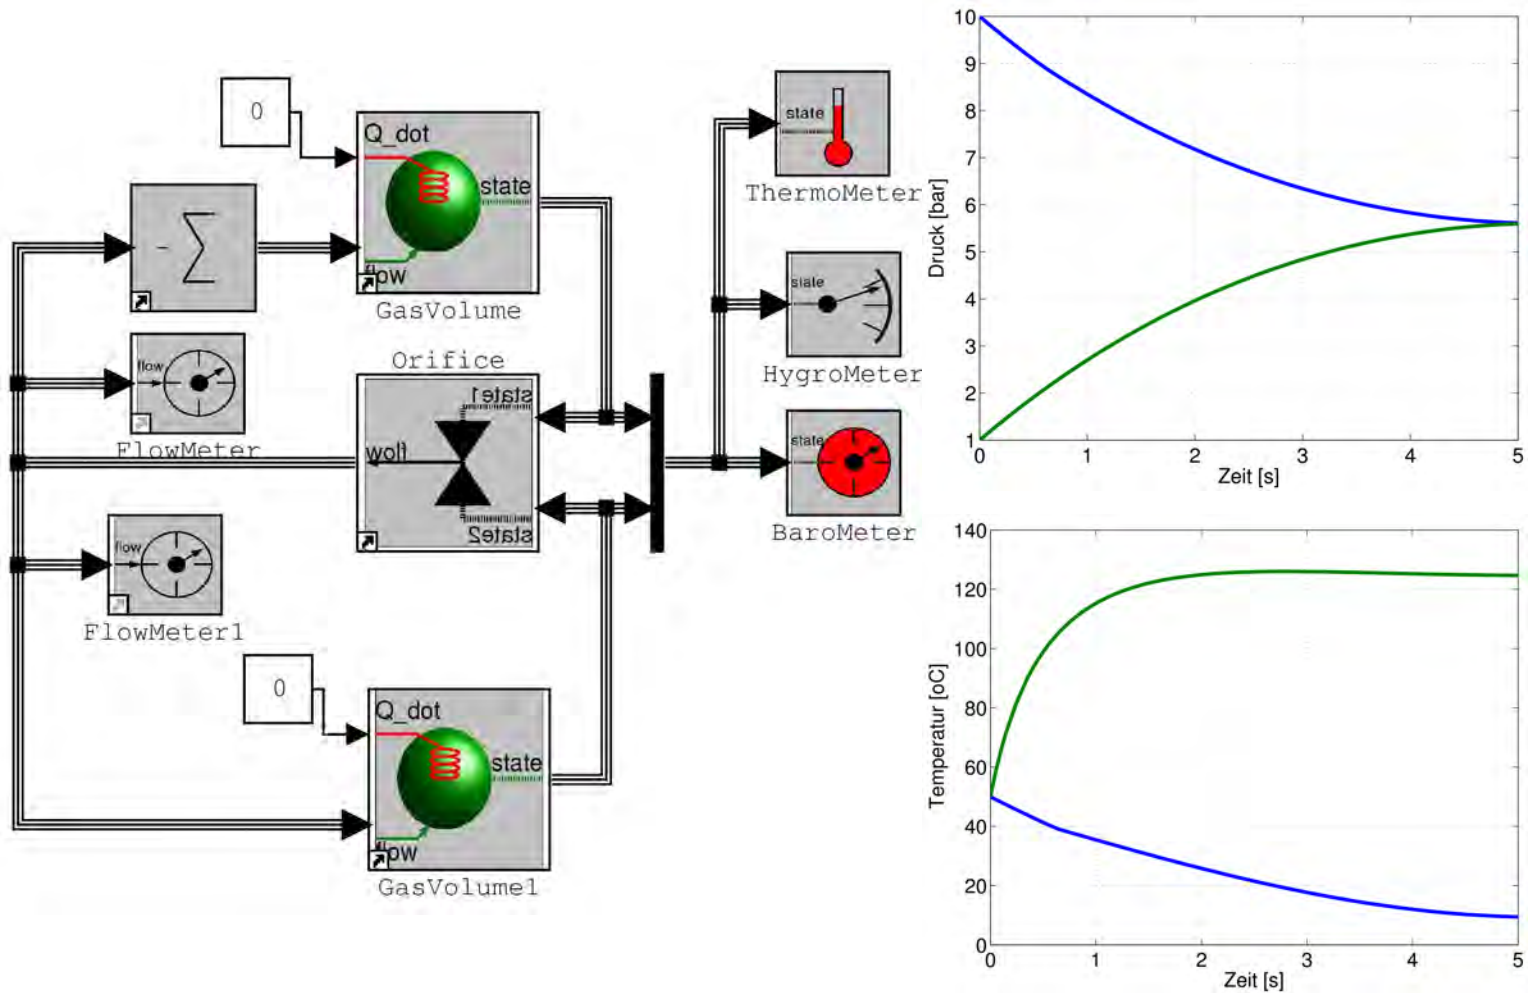 0
Q_dot
state
flow
GasVolume
−
flow
FlowMeter
Orifice
state1
flow
state2
flow
FlowMeter1
0
Q_dot
state
flow
GasVolume1
state
ThermoMeter
state
HygroMeter
state
BaroMeter
Druck [bar]
10
9
8
7
6
5
4
3
2
1
0 1 2 3 4 5
Zeit [s]
Temperatur [oC]
140
120
100
80
60
40
20
0
0 1 2 3 4 5
Zeit [s]